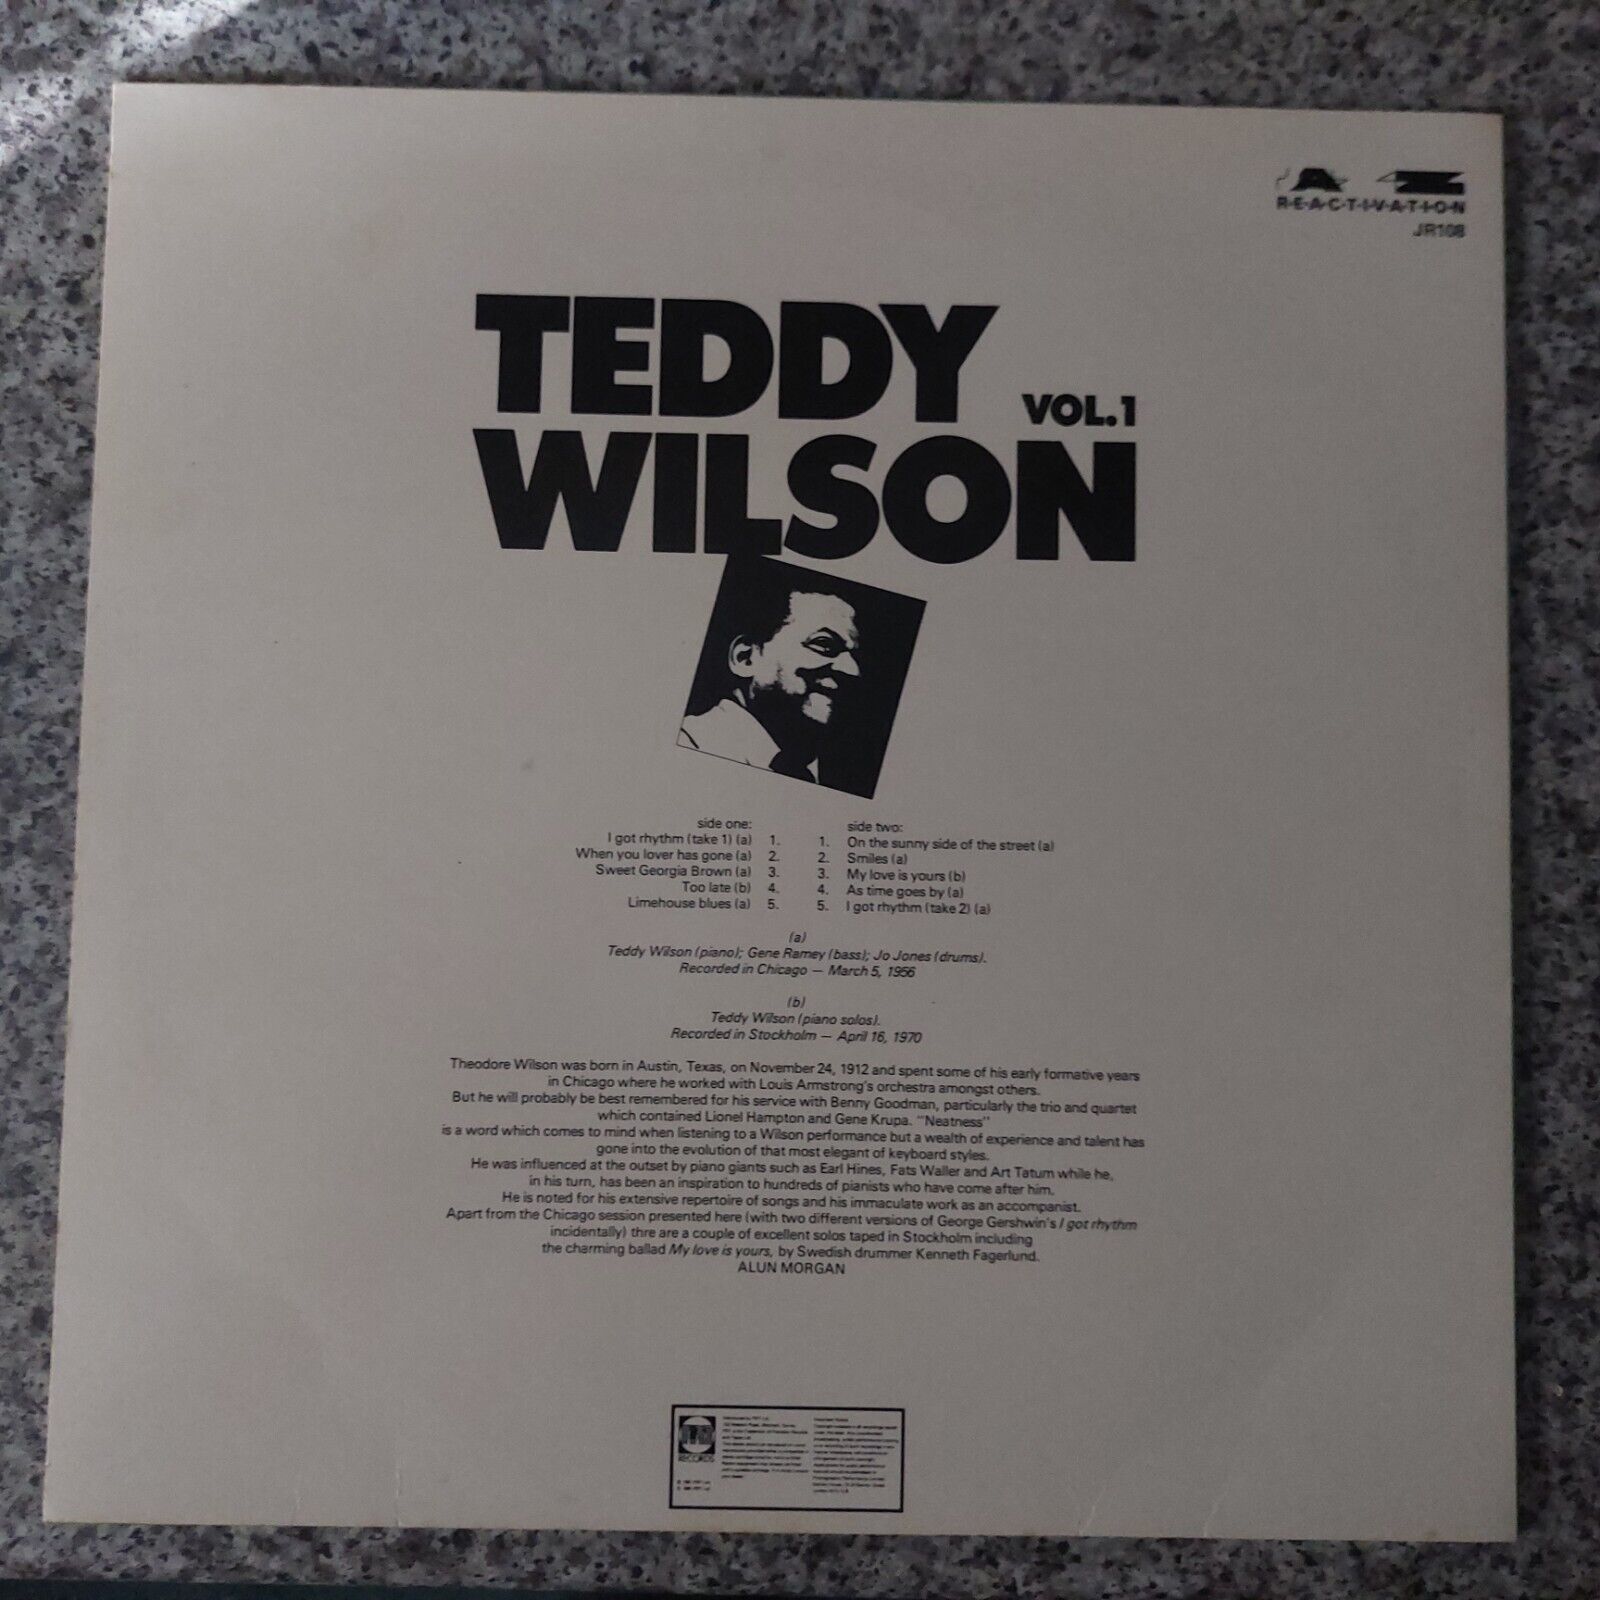 JAZZ
R·E·A·C·T·I·V·A·T·I·O·N
JR108
TEDDY
VOL.1
WILSON
side one:
I got rhythm (take 1) (a) 1.
When you lover has gone (a) 2.
Sweet Georgia Brown (a) 3.
Too late (b) 4.
Limehouse blues (a) 5.
side two:
1. On the sunny side of the street (a)
2. Smiles (a)
3. My love is yours (b)
4. As time goes by (a)
5. I got rhythm (take 2) (a)
(a)
Teddy Wilson (piano); Gene Ramey (bass); Jo Jones (drums).
Recorded in Chicago — March 5, 1956
(b)
Teddy Wilson (piano solos).
Recorded in Stockholm — April 16, 1970
Theodore Wilson was born in Austin, Texas, on November 24, 1912 and spent some of his early formative years
in Chicago where he worked with Louis Armstrong's orchestra amongst others.
But he will probably be best remembered for his service with Benny Goodman, particularly the trio and quartet
which contained Lionel Hampton and Gene Krupa. "Neatness"
is a word which comes to mind when listening to a Wilson performance but a wealth of experience and talent has
gone into the evolution of that most elegant of keyboard styles.
He was influenced at the outset by piano giants such as Earl Hines, Fats Waller and Art Tatum while he,
in his turn, has been an inspiration to hundreds of pianists who have come after him.
He is noted for his extensive repertoire of songs and his immaculate work as an accompanist.
Apart from the Chicago session presented here (with two different versions of George Gershwin's I got rhythm
incidentally) thre are a couple of excellent solos taped in Stockholm including
the charming ballad My love is yours, by Swedish drummer Kenneth Fagerlund.
ALUN MORGAN
RECORDS